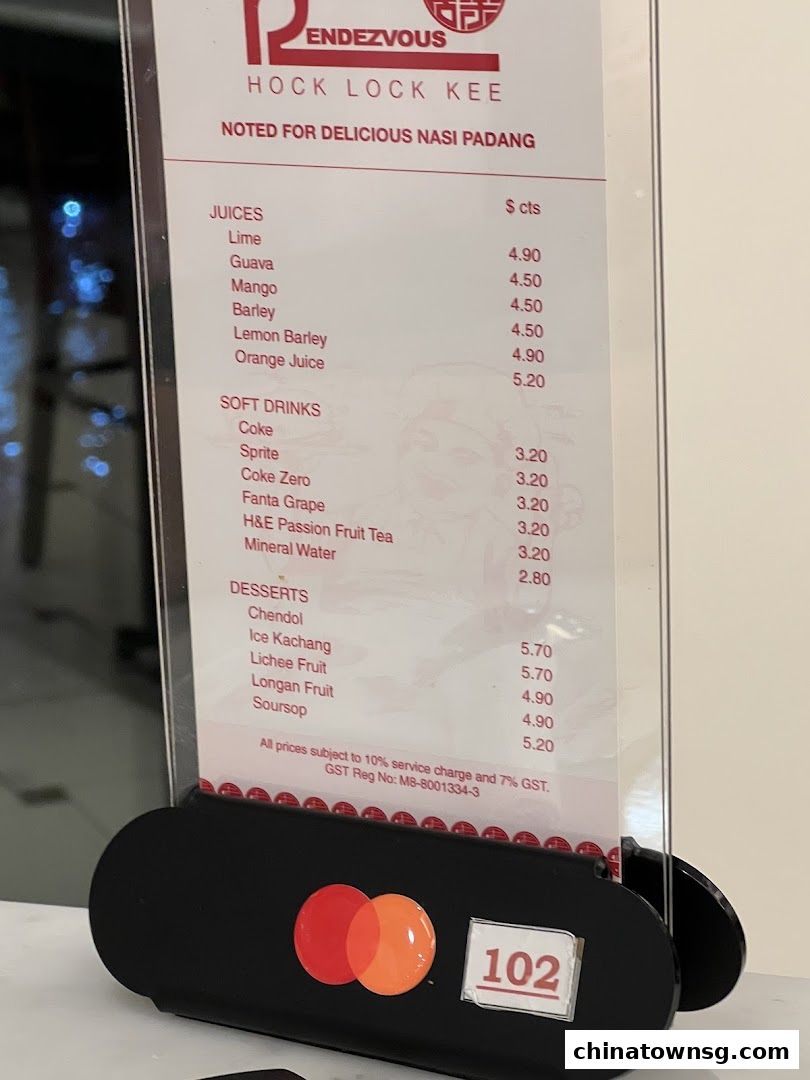 RENDEZVOUS
HOCK LOCK KEE
NOTED FOR DELICIOUS NASI PADANG
$ cts
JUICES
Lime 4.90
Guava 4.50
Mango 4.50
Barley 4.50
Lemon Barley 4.90
Orange Juice 5.20
SOFT DRINKS
Coke 3.20
Sprite 3.20
Coke Zero 3.20
Fanta Grape 3.20
H&E Passion Fruit Tea 3.20
Mineral Water 2.80
DESSERTS
Chendol 5.70
Ice Kachang 5.70
Lichee Fruit 4.90
Longan Fruit 4.90
Soursop 5.20
All prices subject to 10% service charge and 7% GST.
GST Reg No: M8-8001334-3
102
chinatownsg.com